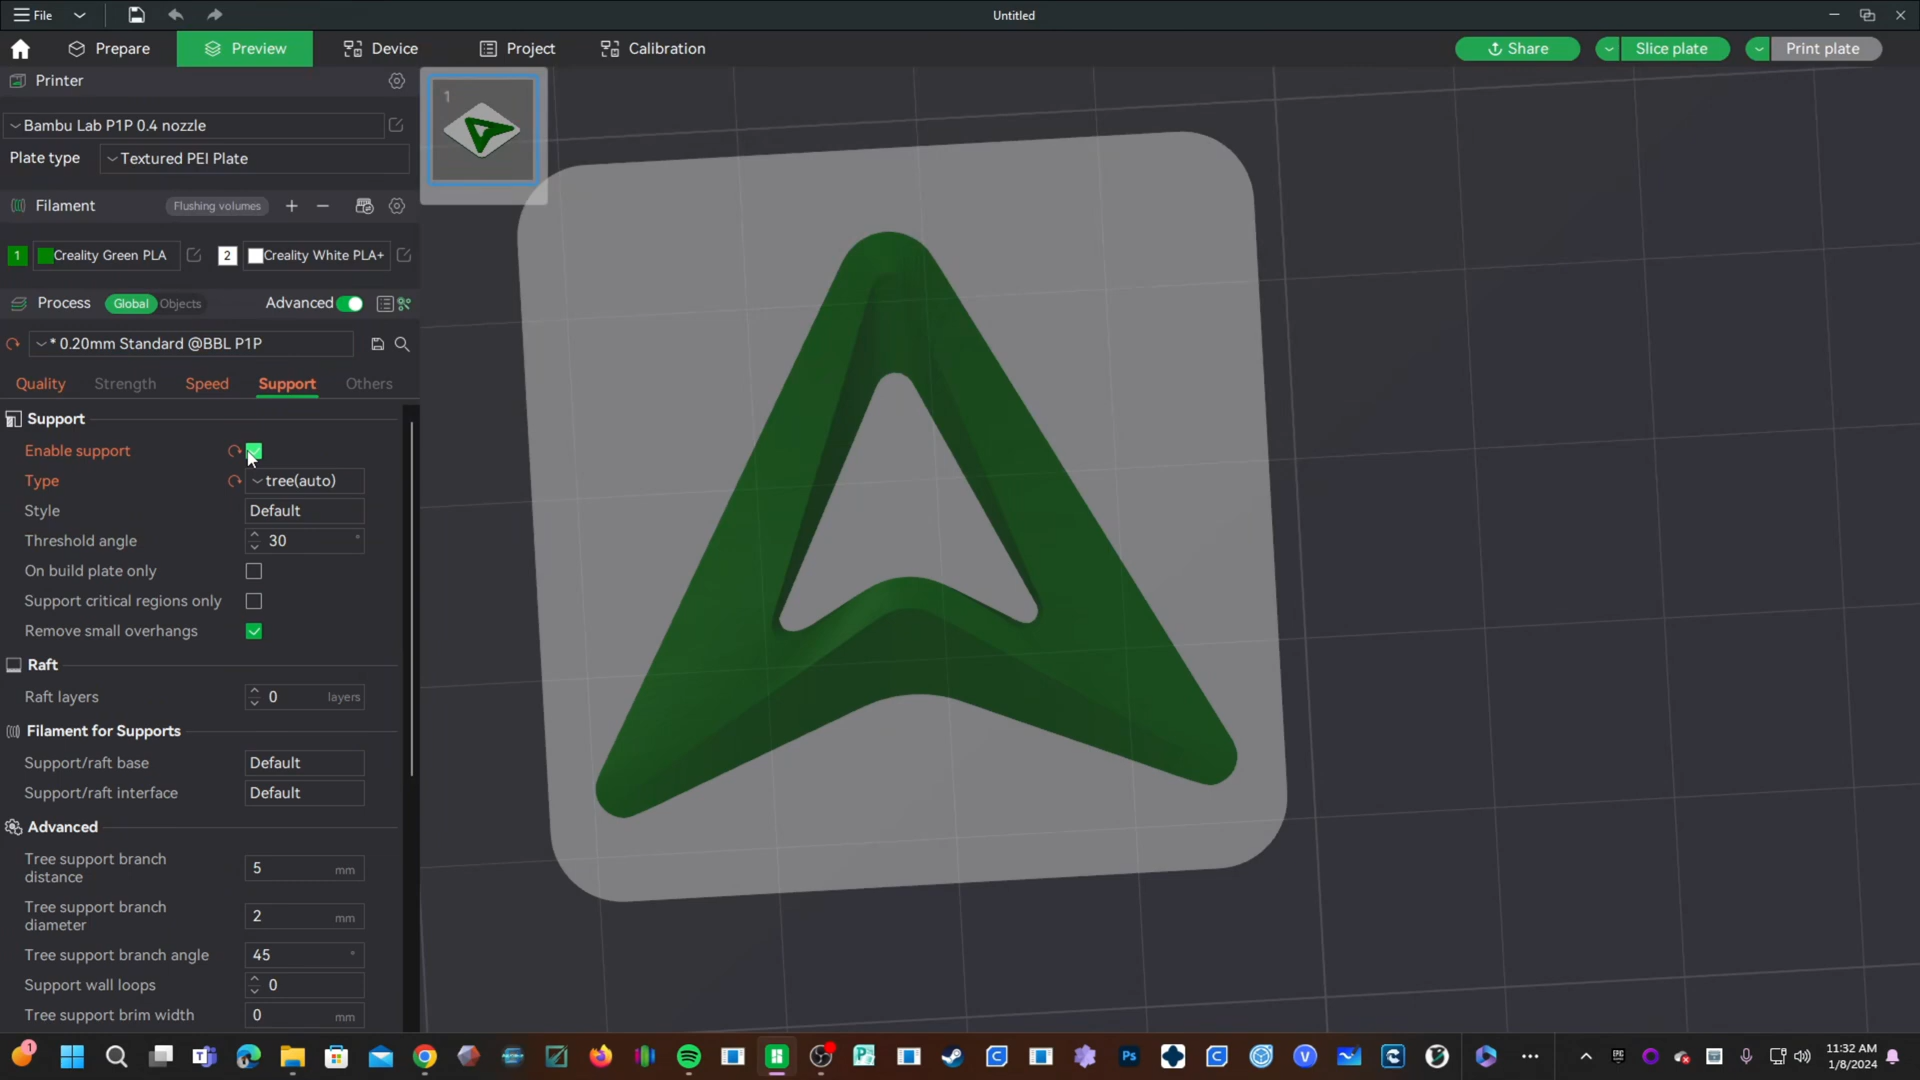 File
Untitled
Prepare
Preview
Device
Project
Calibration
Share
Slice plate
Print plate
Printer
Bambu Lab P1P 0.4 nozzle
Plate type
Textured PEI Plate
Filament
Flushing volumes
1
Creality Green PLA
2
Creality White PLA+
Process
Global
Objects
Advanced
* 0.20mm Standard @BBL P1P
Quality
Strength
Speed
Support
Others
Support
Enable support
Type
tree(auto)
Style
Default
Threshold angle
30 °
On build plate only
Support critical regions only
Remove small overhangs
Raft
Raft layers
0 layers
Filament for Supports
Support/raft base
Default
Support/raft interface
Default
Advanced
Tree support branch
distance
5 mm
Tree support branch
diameter
2 mm
Tree support branch angle
45 °
Support wall loops
0
Tree support brim width
0 mm
1
1
Ps
V
EPIC
11:32 AM
1/8/2024